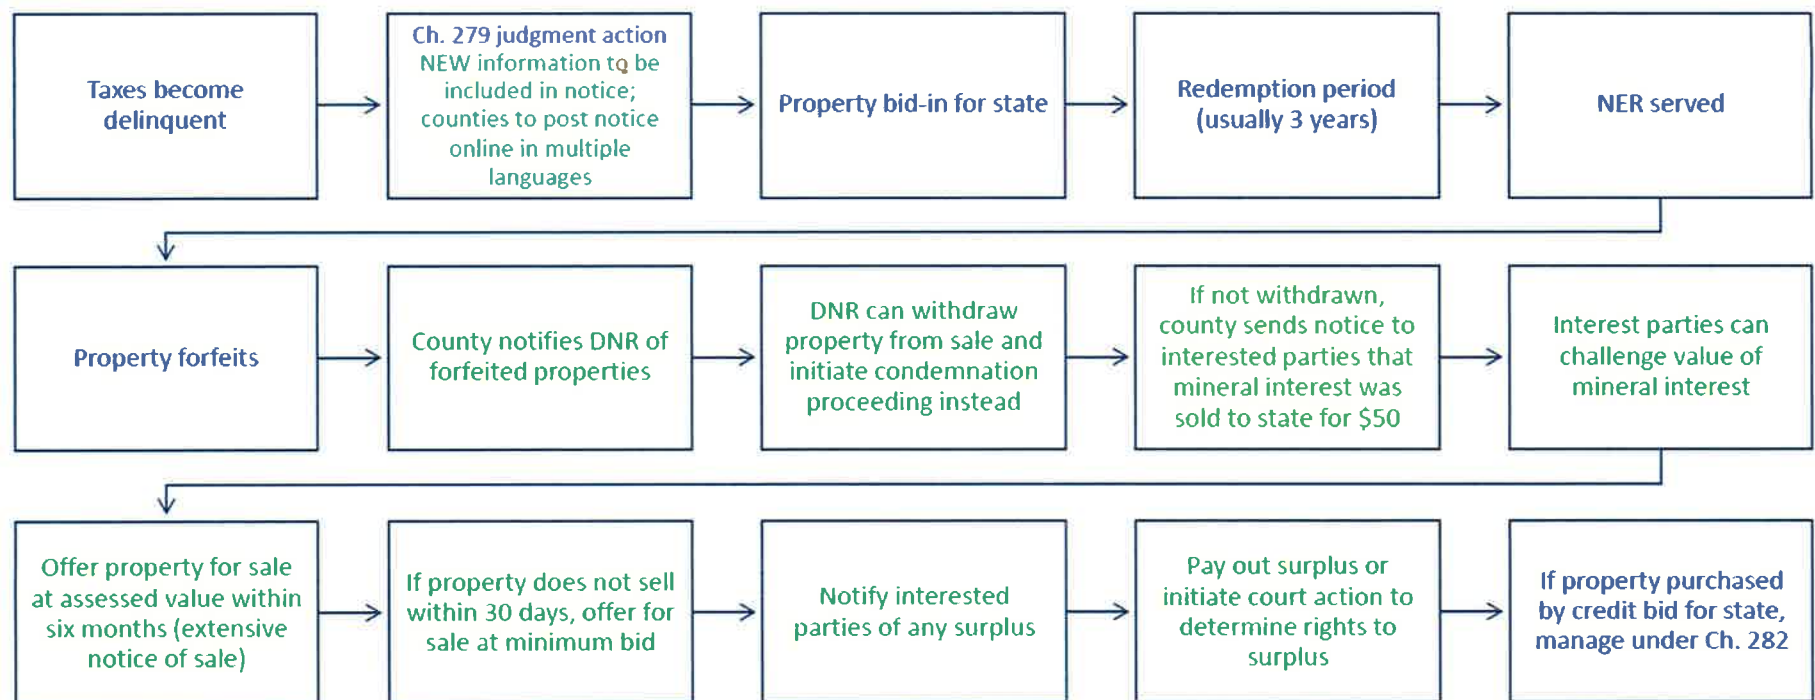 Taxes become
delinquent
Ch. 279 judgment action
NEW information to be
included in notice;
counties to post notice
online in multiple
languages
Property bid-in for state
Redemption period
(usually 3 years)
NER served
Property forfeits
County notifies DNR of
forfeited properties
DNR can withdraw
property from sale and
initiate condemnation
proceeding instead
If not withdrawn,
county sends notice to
interested parties that
mineral interest was
sold to state for $50
Interest parties can
challenge value of
mineral interest
Offer property for sale
at assessed value within
six months (extensive
notice of sale)
If property does not sell
within 30 days, offer for
sale at minimum bid
Notify interested
parties of any surplus
Pay out surplus or
initiate court action to
determine rights to
surplus
If property purchased
by credit bid for state,
manage under Ch. 282